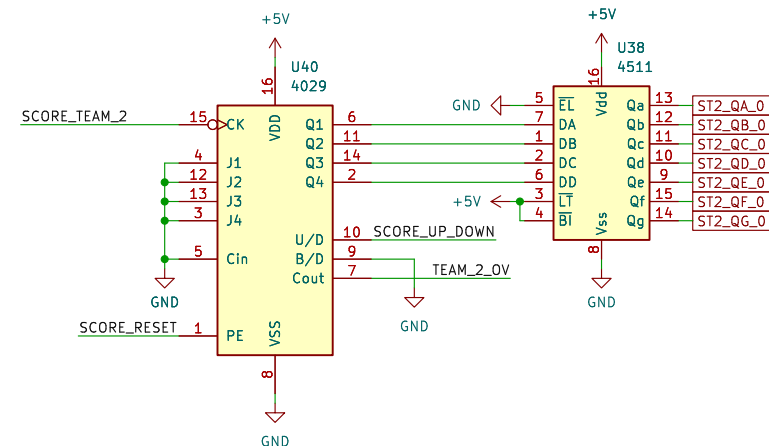 +5V
+5V
U40
4029
U38
4511
16
VDD
16
Vdd
SCORE_TEAM_2
15
CK
Q1
6
GND
5
EL
Qa
13
ST2_QA_0
Q2
11
7
DA
Qb
12
ST2_QB_0
4
J1
Q3
14
1
DB
Qc
11
ST2_QC_0
12
J2
Q4
2
2
DC
Qd
10
ST2_QD_0
13
J3
6
DD
Qe
9
ST2_QE_0
3
J4
+5V
3
LT
Qf
15
ST2_QF_0
4
BI
Qg
14
ST2_QG_0
Vss
8
U/D
10
SCORE_UP_DOWN
5
Cin
B/D
9
Cout
7
TEAM_2_OV
GND
GND
GND
SCORE_RESET
1
PE
VSS
8
GND